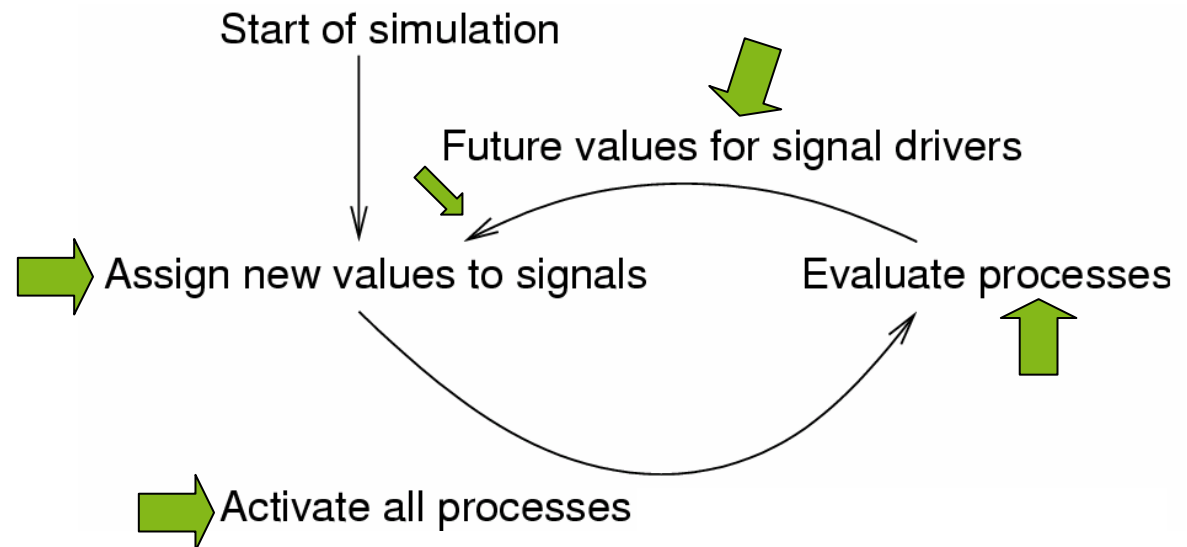 Start of simulation
Future values for signal drivers
Assign new values to signals
Evaluate processes
Activate all processes